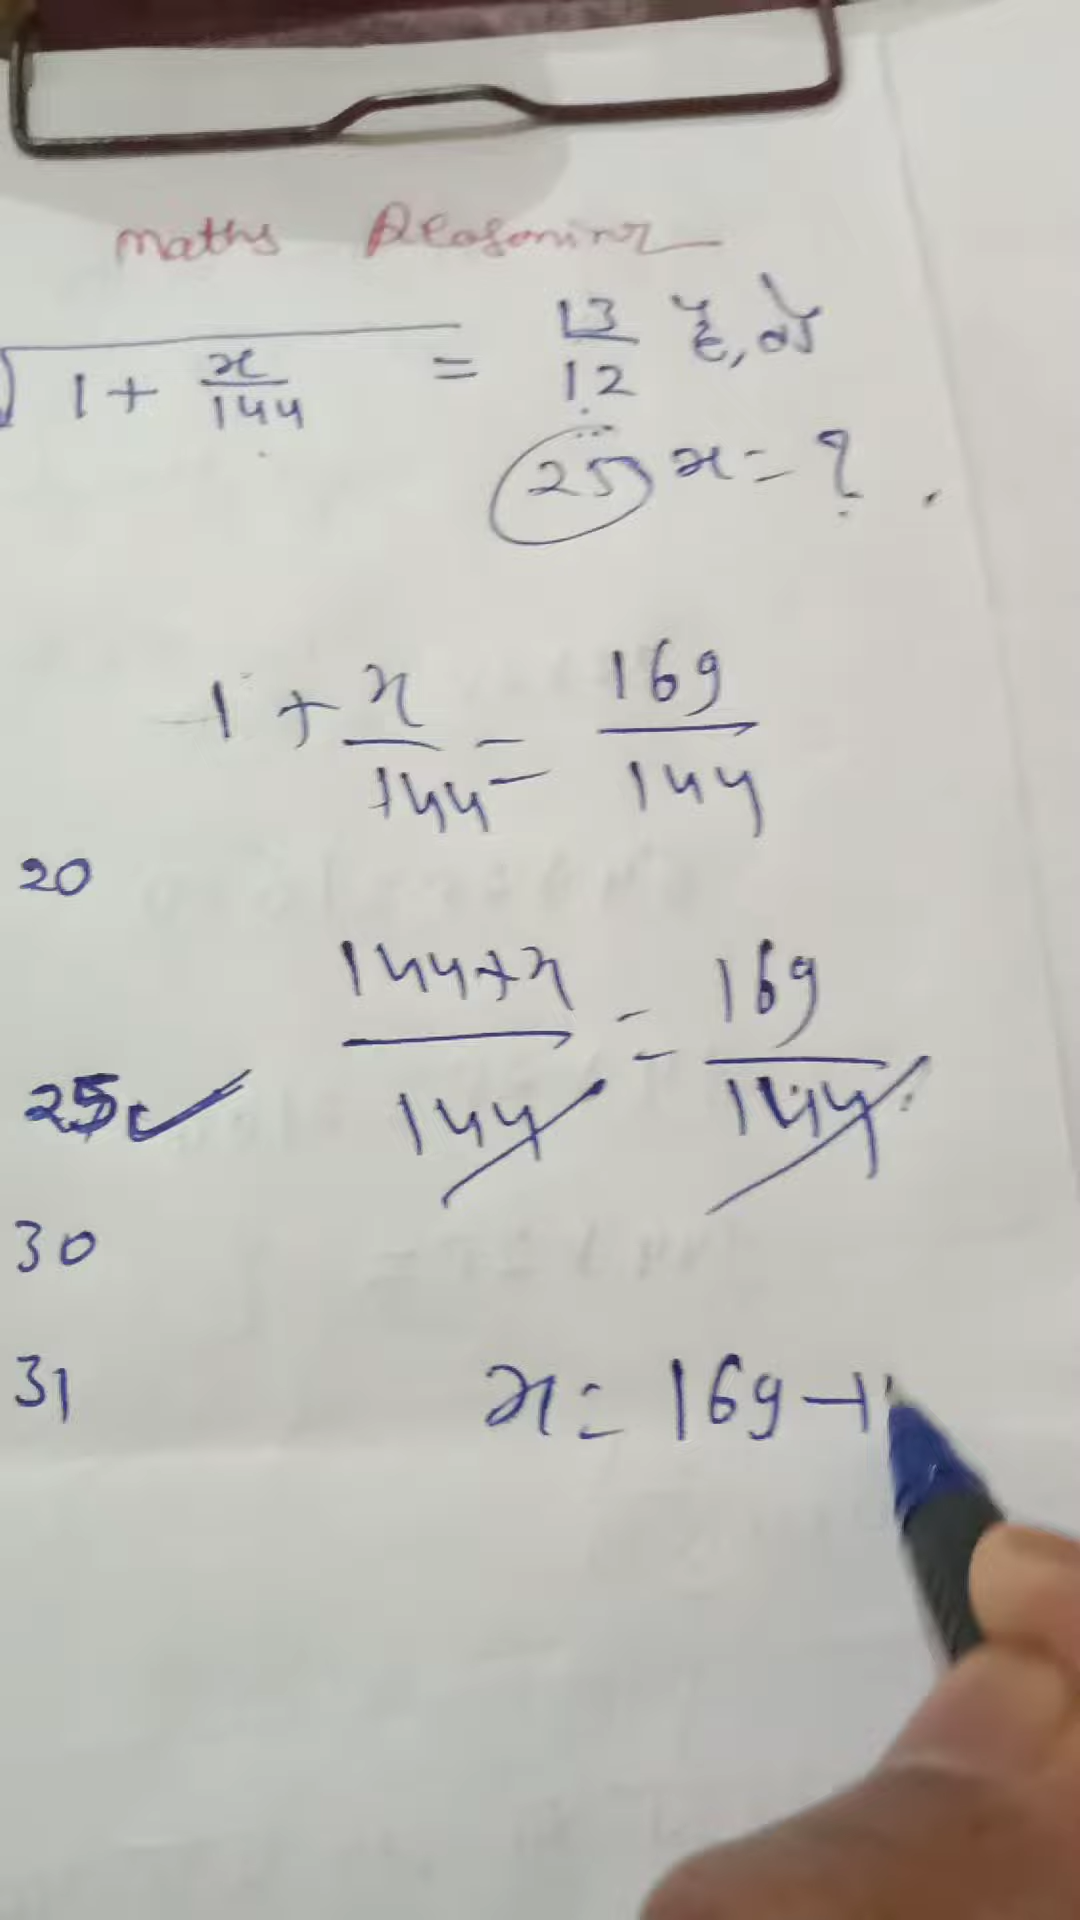 Maths Reasoning
√1 + x/144 = 13/12 है, तो
25 x = ? .
1 + x/144 = 169/144
20
144+x/144 = 169/144
25 ✓
30
31
x = 169 - 1